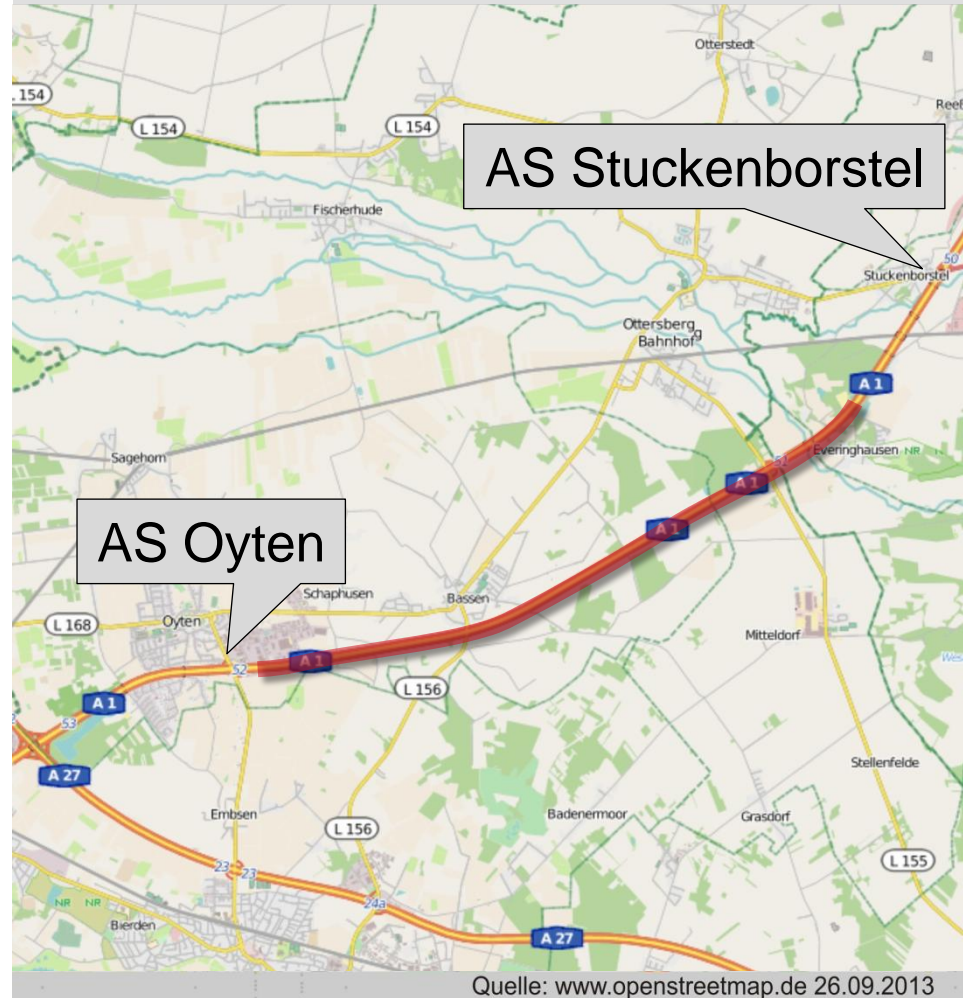 Otterstedt
L 154
L 154
L 154
AS Stuckenborstel
Fischerhude
50
Stuckenborstel
Ottersberg
Bahnhof
A 1
Sagehorn
51
Everinghausen NR
A 1
A 1
AS Oyten
Schaphusen
Bassen
L 168
Oyten
Mitteldorf
52
A 1
L 156
A 1
53
A 27
Stellenfelde
Embsen
L 156
Badenermoor
Grasdorf
L 155
23 23
24a
NR NR
Bierden
A 27
Quelle: www.openstreetmap.de 26.09.2013